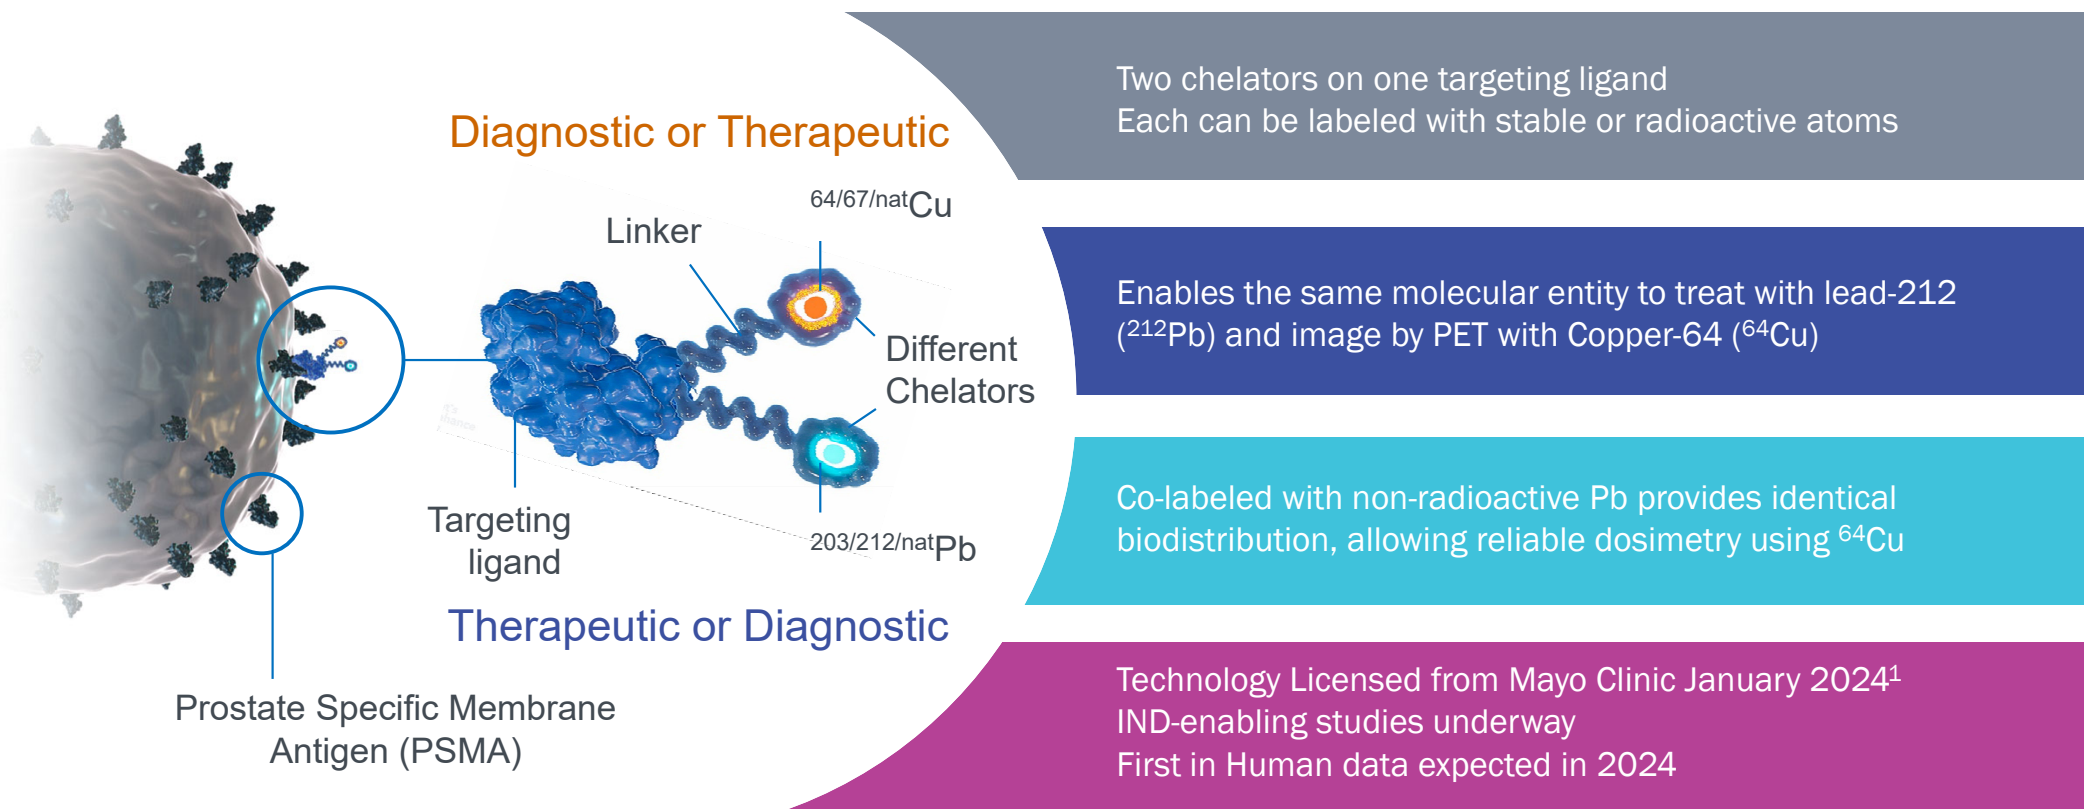 Diagnostic or Therapeutic
64/67/natCu
Linker
Different
Chelators
Targeting
ligand
203/212/natPb
Therapeutic or Diagnostic
Prostate Specific Membrane
Antigen (PSMA)
Two chelators on one targeting ligand
Each can be labeled with stable or radioactive atoms
Enables the same molecular entity to treat with lead-212
(212Pb) and image by PET with Copper-64 (64Cu)
Co-labeled with non-radioactive Pb provides identical
biodistribution, allowing reliable dosimetry using 64Cu
Technology Licensed from Mayo Clinic January 20241
IND-enabling studies underway
First in Human data expected in 2024